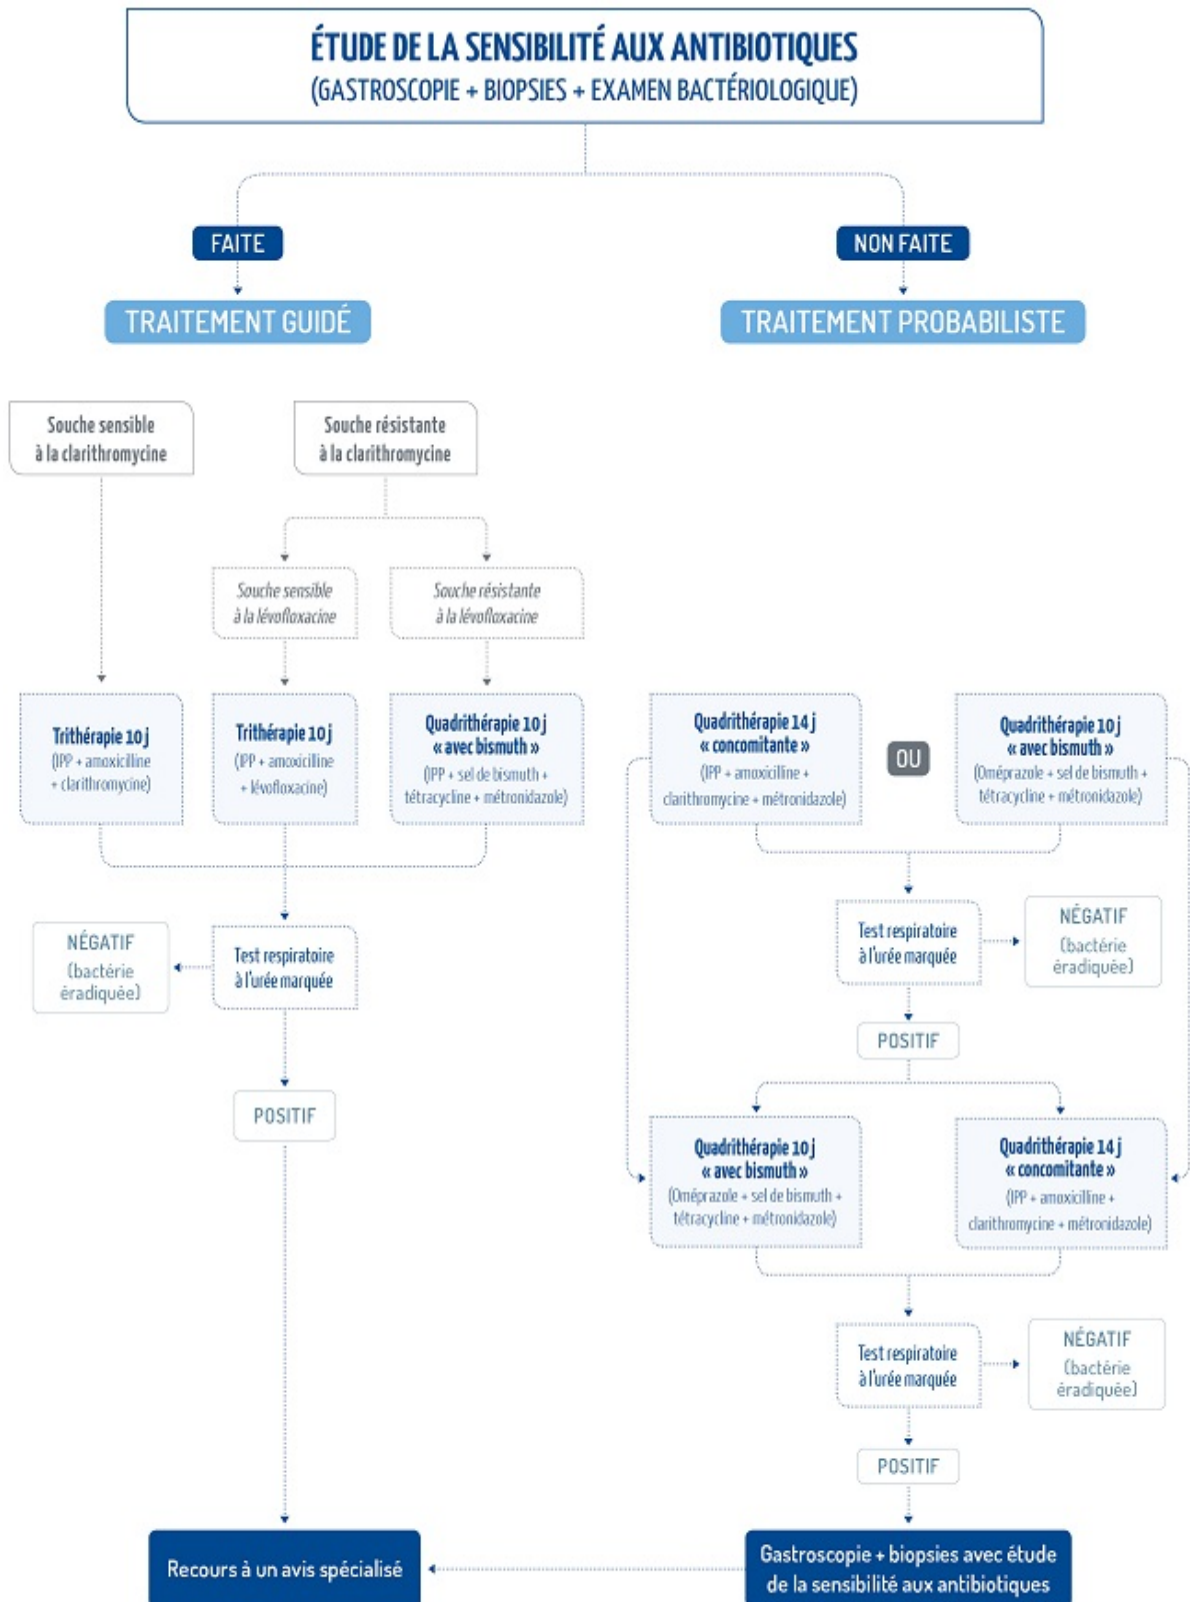 ÉTUDE DE LA SENSIBILITÉ AUX ANTIBIOTIQUES
(GASTROSCOPIE + BIOPSIES + EXAMEN BACTÉRIOLOGIQUE)
FAITE
TRAITEMENT GUIDÉ
Souche sensible
à la clarithromycine
Souche résistante
à la clarithromycine
Souche sensible
à la lévofloxacine
Souche résistante
à la lévofloxacine
Trithérapie 10 j
(IPP + amoxicilline
+ clarithromycine)
Trithérapie 10 j
(IPP + amoxicilline
+ lévofloxacine)
Quadrithérapie 10 j
« avec bismuth »
(IPP + sel de bismuth +
tétracycline + métronidazole)
Test respiratoire
à l'urée marquée
NÉGATIF
(bactérie
éradiquée)
POSITIF
NON FAITE
TRAITEMENT PROBABILISTE
Quadrithérapie 14 j
« concomitante »
(IPP + amoxicilline +
clarithromycine + métronidazole)
OU
Quadrithérapie 10 j
« avec bismuth »
(Oméprazole + sel de bismuth +
tétracycline + métronidazole)
Test respiratoire
à l'urée marquée
NÉGATIF
(bactérie
éradiquée)
POSITIF
Quadrithérapie 10 j
« avec bismuth »
(Oméprazole + sel de bismuth +
tétracycline + métronidazole)
Quadrithérapie 14 j
« concomitante »
(IPP + amoxicilline +
clarithromycine + métronidazole)
Test respiratoire
à l'urée marquée
NÉGATIF
(bactérie
éradiquée)
POSITIF
Gastroscopie + biopsies avec étude
de la sensibilité aux antibiotiques
Recours à un avis spécialisé